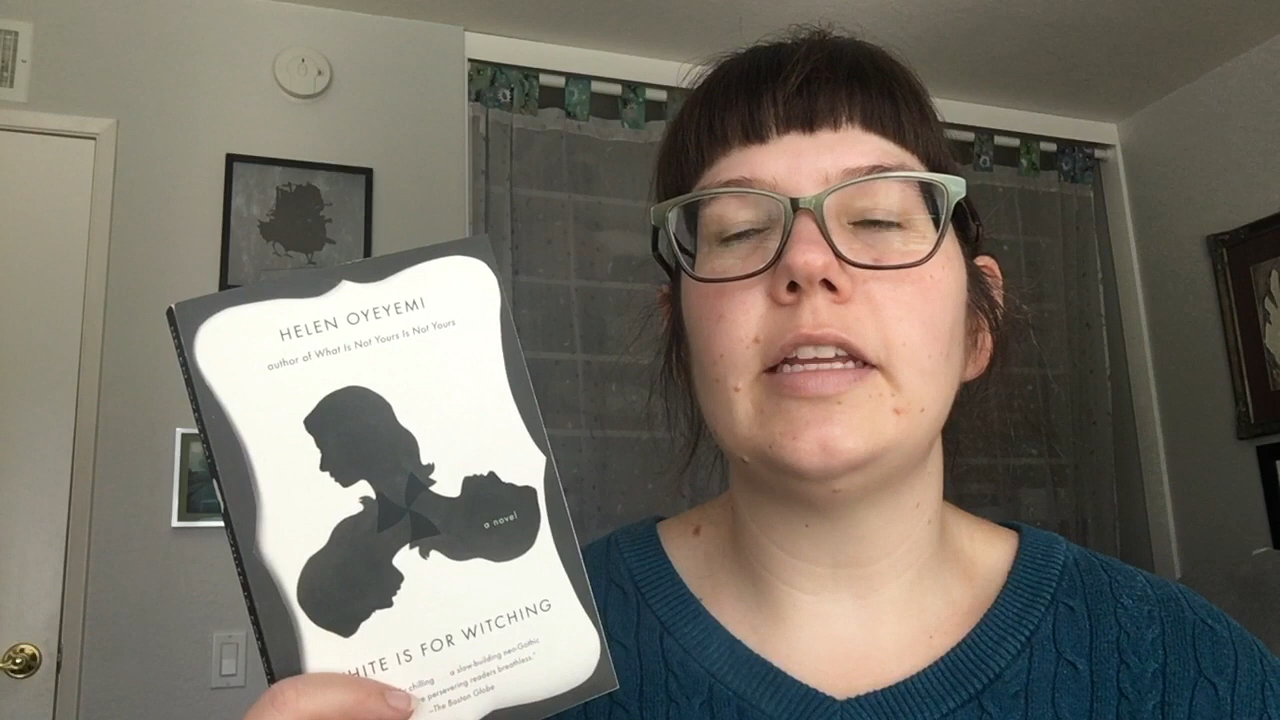 HELEN OYEYEMI
author of What Is Not Yours Is Not Yours
a novel
HITE IS FOR WITCHING
chilling a slow-building neo-Gothic
persevering readers breathless."
—The Boston Globe